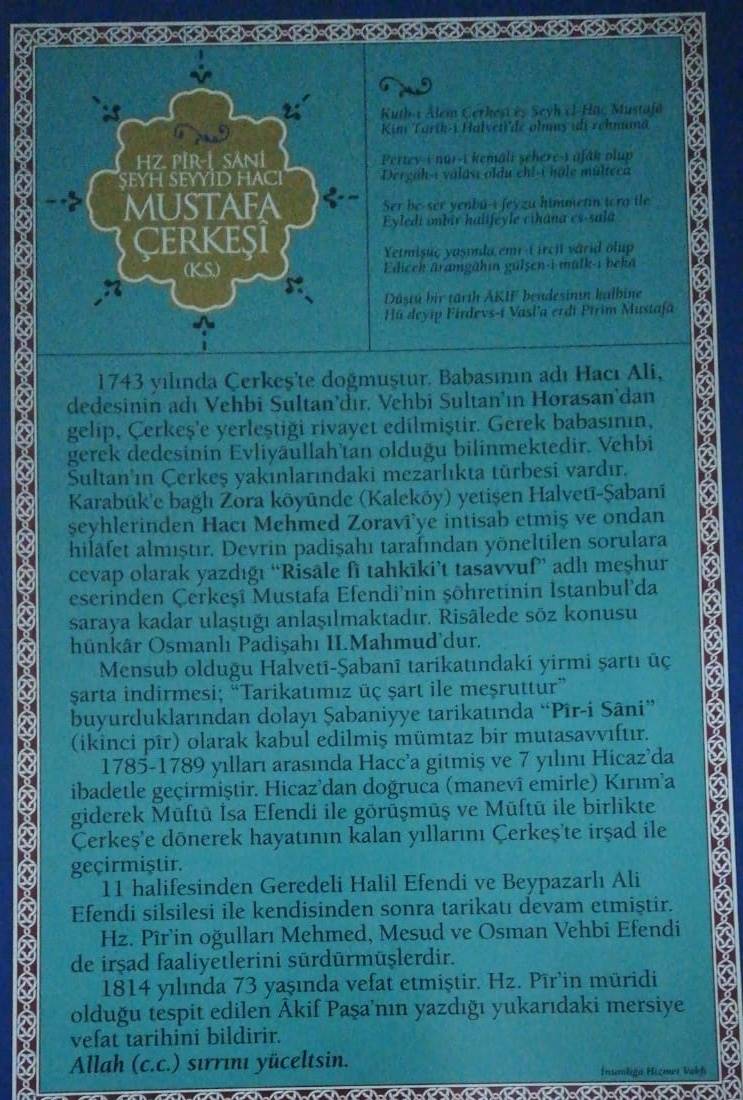 HZ. PÎR-İ SÂNİ
ŞEYH SEYYİD HACI
MUSTAFA
ÇERKEŞÎ
(K.S.)
Kutb-ı Âlem Çerkeşî eş Şeyh el-Hac Mustafâ
Kim Tarîk-i Halvetî'de olmuş idi rehnümâ
Pertev-i nûr-i kemâli şehere-i afâk olup
Dergâh-ı vâlâsı oldu ehl-i hâle mültecâ
Ser be-ser yenbû-i feyzu himmetin icra ile
Eyledi onbir halîfeyle cihâna es-salâ
Yetmişüç yaşında emr-i irciî vârid olup
Edicek ârâmgâhın gülşen-i mülk-i bekâ
Düştü bir târih ÂKİF bendesinin kalbine
Hû deyip Firdevs-i Vasl'a erdi Pîrim Mustafâ
1743 yılında Çerkeş'te doğmuştur. Babasının adı Hacı Ali,
dedesinin adı Vehbi Sultan'dır. Vehbi Sultan'ın Horasan'dan
gelip, Çerkeş'e yerleştiği rivayet edilmiştir. Gerek babasının,
gerek dedesinin Evliyâullah'tan olduğu bilinmektedir. Vehbi
Sultan'ın Çerkeş yakınlarındaki mezarlıkta türbesi vardır.
Karabük'e bağlı Zora köyünde (Kaleköy) yetişen Halvetî-Şabanî
şeyhlerinden Hacı Mehmed Zoravî'ye intisab etmiş ve ondan
hilâfet almıştır. Devrin padişahı tarafından yöneltilen sorulara
cevap olarak yazdığı “Risâle fî tahkîki't tasavvuf” adlı meşhur
eserinden Çerkeşî Mustafa Efendi'nin şöhretinin İstanbul'da
saraya kadar ulaştığı anlaşılmaktadır. Risâlede söz konusu
hünkâr Osmanlı Padişahı II.Mahmud'dur.
Mensub olduğu Halvetî-Şabanî tarikatındaki yirmi şartı üç
şarta indirmesi; “Tarikatımız üç şart ile meşruttur”
buyurduklarından dolayı Şabaniyye tarikatında “Pîr-i Sâni”
(ikinci pîr) olarak kabul edilmiş mümtaz bir mutasavvıftır.
1785-1789 yılları arasında Hacc'a gitmiş ve 7 yılını Hicaz'da
ibadetle geçirmiştir. Hicaz'dan doğruca (manevî emirle) Kırım'a
giderek Müftü İsa Efendi ile görüşmüş ve Müftü ile birlikte
Çerkeş'e dönerek hayatının kalan yıllarını Çerkeş'te irşad ile
geçirmiştir.
11 halifesinden Geredeli Halil Efendi ve Beypazarlı Ali
Efendi silsilesi ile kendisinden sonra tarikatı devam etmiştir.
Hz. Pîr'in oğulları Mehmed, Mesud ve Osman Vehbi Efendi
de irşad faaliyetlerini sürdürmüşlerdir.
1814 yılında 73 yaşında vefat etmiştir. Hz. Pîr'in müridi
olduğu tespit edilen Âkif Paşa'nın yazdığı yukarıdaki mersiye
vefat tarihini bildirir.
Allah (c.c.) sırrını yüceltsin.
İnsanlığa Hizmet Vakfı